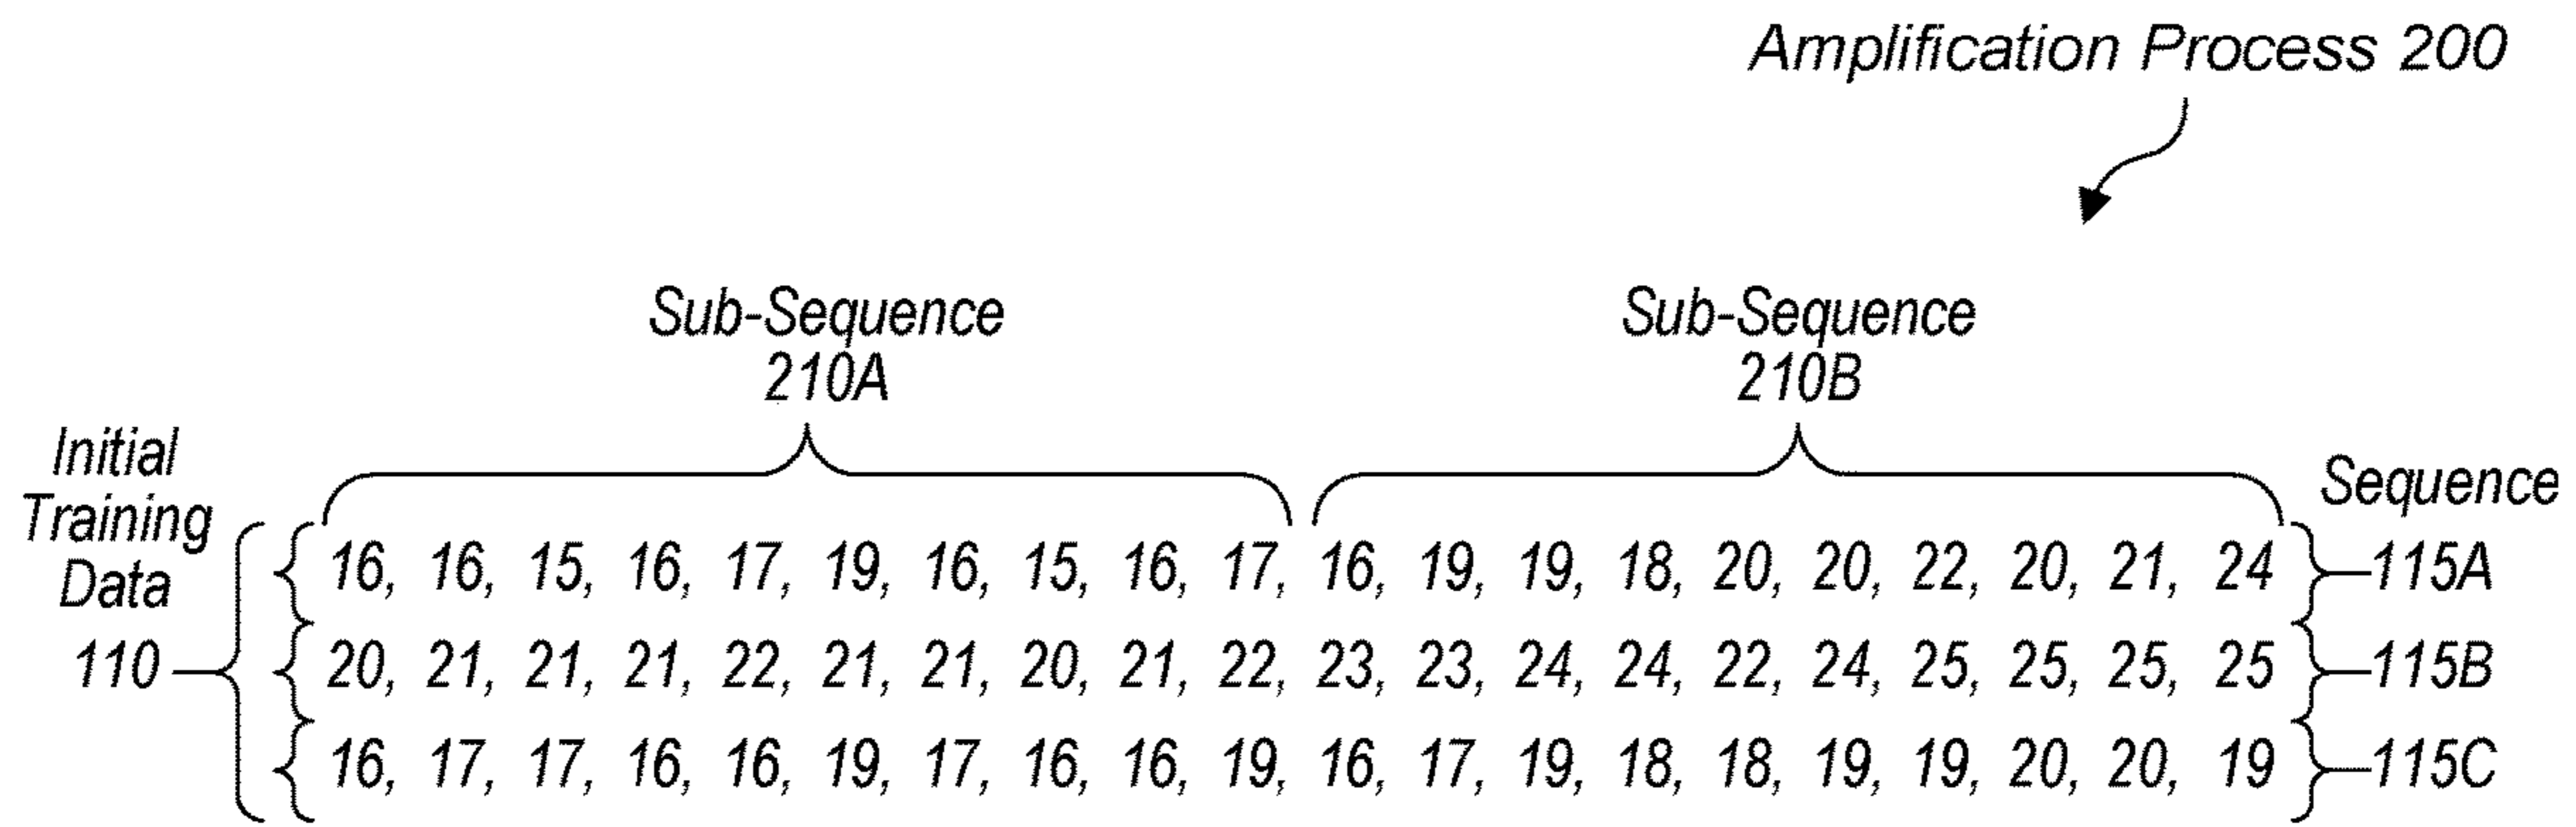 Amplification Process 200
Sub-Sequence
210A
Sub-Sequence
210B
Initial
Training
Data
110
Sequence
16, 16, 15, 16, 17, 19, 16, 15, 16, 17, 16, 19, 19, 18, 20, 20, 22, 20, 21, 24 115A
20, 21, 21, 21, 22, 21, 21, 20, 21, 22, 23, 23, 24, 24, 22, 24, 25, 25, 25, 25 115B
16, 17, 17, 16, 16, 19, 17, 16, 16, 19, 16, 17, 19, 18, 18, 19, 19, 20, 20, 19 115C